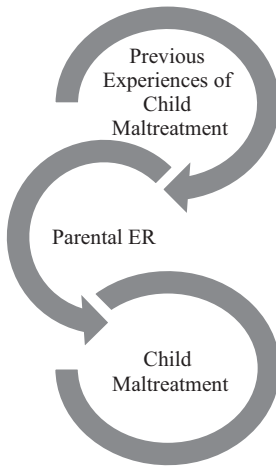 Previous
Experiences of
Child
Maltreatment
Parental ER
Child
Maltreatment